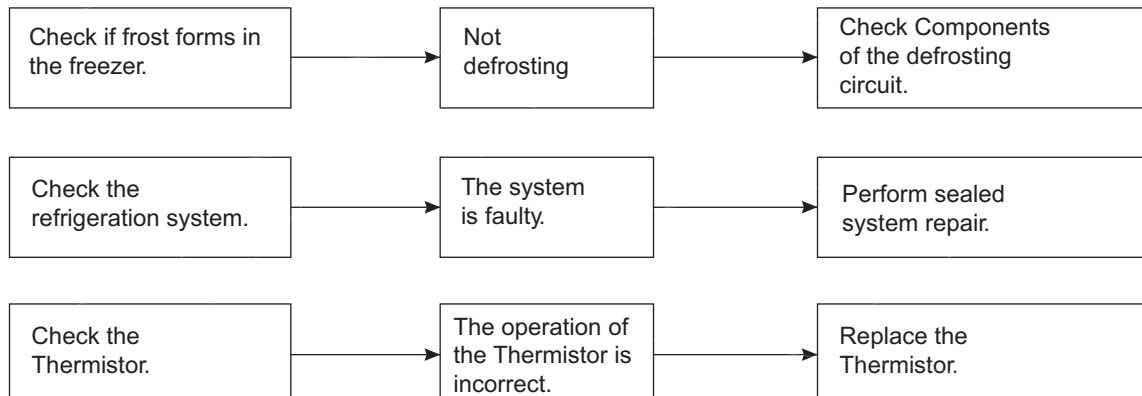 Check if frost forms in
the freezer.
Not
defrosting
Check Components
of the defrosting
circuit.
Check the
refrigeration system.
The system
is faulty.
Perform sealed
system repair.
Check the
Thermistor.
The operation of
the Thermistor is
incorrect.
Replace the
Thermistor.